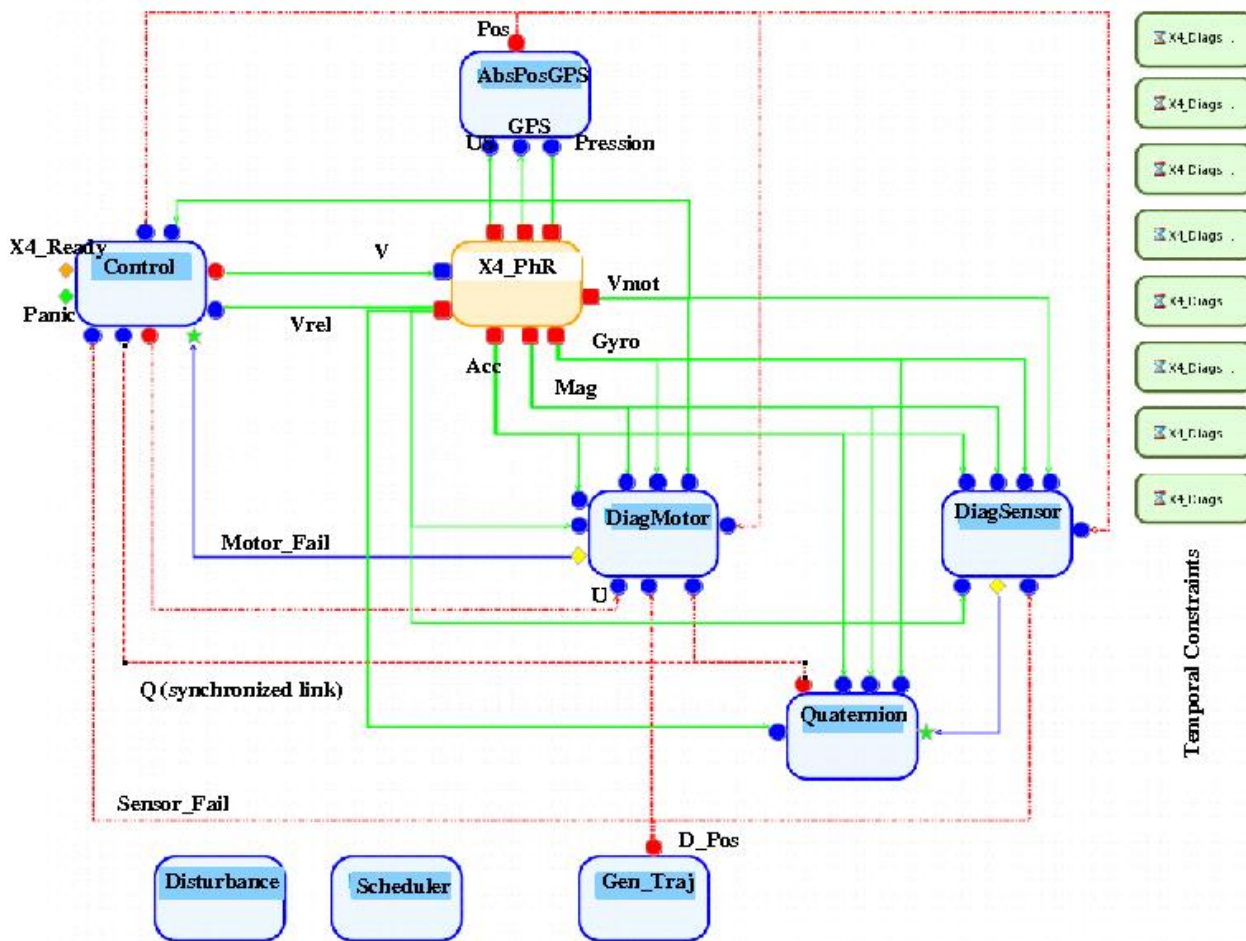 Pos
X4_Diags .
AbsPosGPS
X4_Diags .
GPS
Pression
X4_Diags .
X4_Ready
V
X4_PhR
X4_Diags .
Control
Vmot
X4_Diags .
Panic
Vrel
Gyro
Acc
X4_Diags .
Mag
X4_Diags
X4_Diags
DiagMotor
DiagSensor
Motor_Fail
U
Temporal Constraints
Q (synchronized link)
Quaternion
Sensor_Fail
D_Pos
Disturbance
Scheduler
Gen_Traj